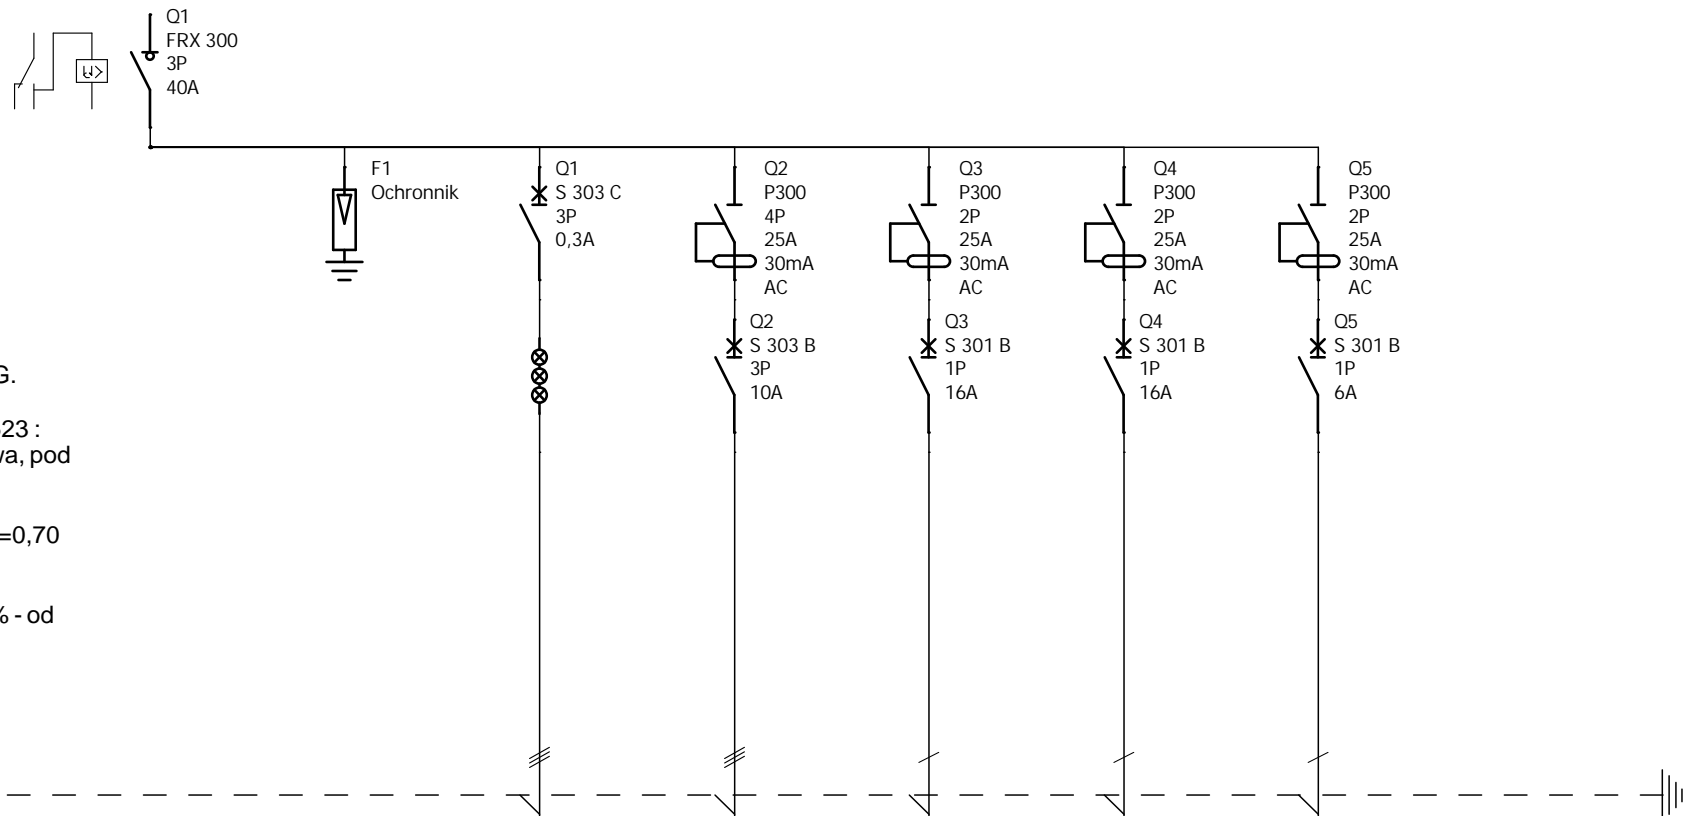 Q1
FRX 300
3P
40A
U>
F1
Ochronnik
Q1
S 303 C
3P
0,3A
Q2
P300
4P
25A
30mA
AC
Q3
P300
2P
25A
30mA
AC
Q4
P300
2P
25A
30mA
AC
Q5
P300
2P
25A
30mA
AC
Q2
S 303 B
3P
10A
Q3
S 301 B
1P
16A
Q4
S 301 B
1P
16A
Q5
S 301 B
1P
6A
G.
23 :
wa, pod
=0,70
% - od